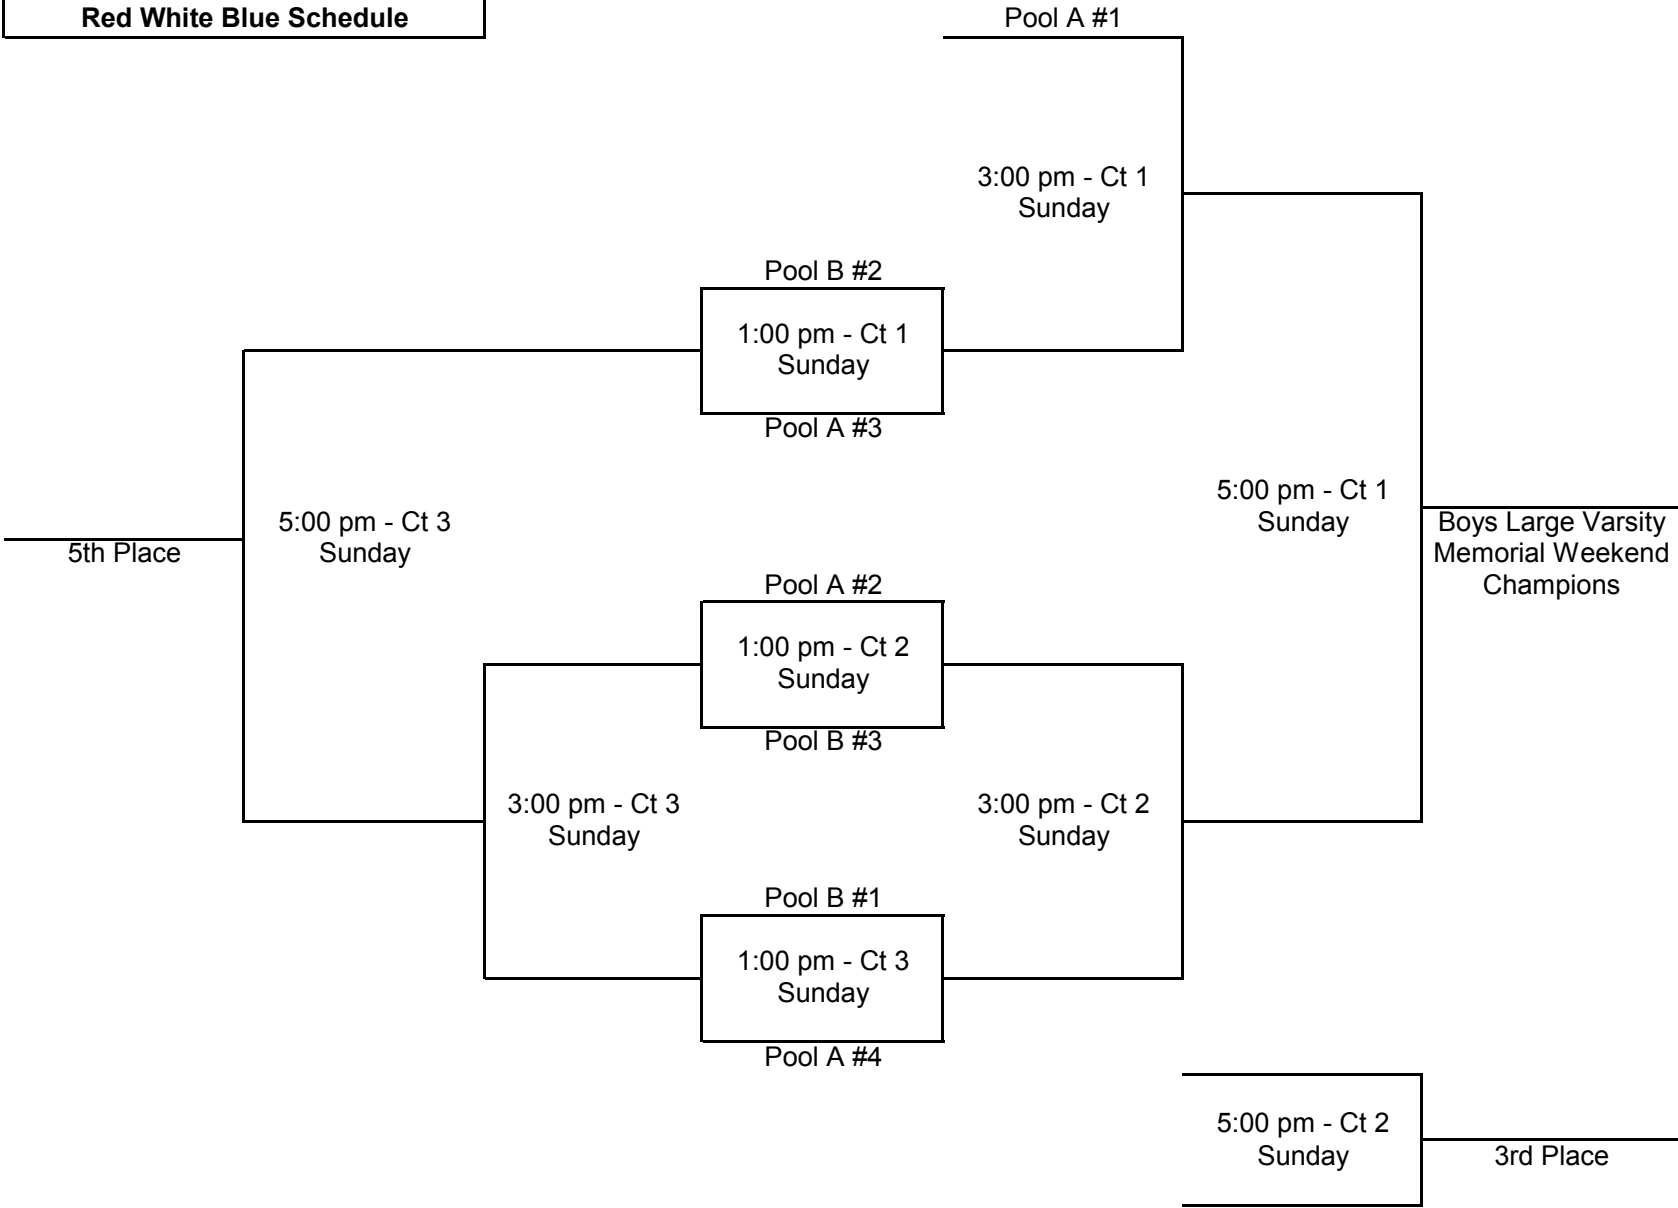 Red White Blue Schedule
Pool A #1
3:00 pm - Ct 1
Sunday
Pool B #2
1:00 pm - Ct 1
Sunday
Pool A #3
5:00 pm - Ct 1
Sunday
Boys Large Varsity
Memorial Weekend
Champions
5:00 pm - Ct 3
Sunday
5th Place
Pool A #2
1:00 pm - Ct 2
Sunday
Pool B #3
3:00 pm - Ct 3
Sunday
3:00 pm - Ct 2
Sunday
Pool B #1
1:00 pm - Ct 3
Sunday
Pool A #4
5:00 pm - Ct 2
Sunday
3rd Place